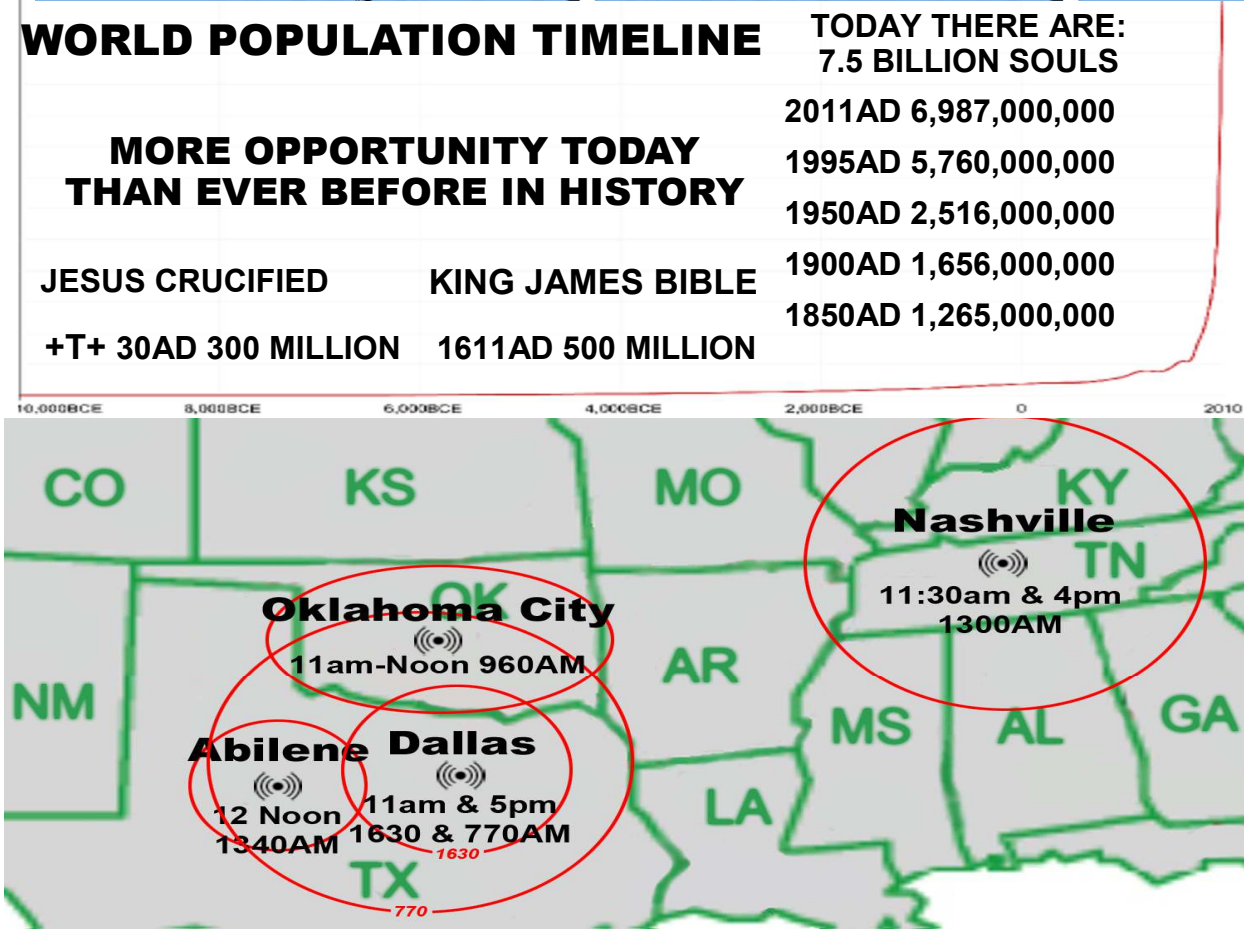 WORLD POPULATION TIMELINE
TODAY THERE ARE:
7.5 BILLION SOULS
2011AD 6,987,000,000
1995AD 5,760,000,000
1950AD 2,516,000,000
1900AD 1,656,000,000
1850AD 1,265,000,000
MORE OPPORTUNITY TODAY
THAN EVER BEFORE IN HISTORY
JESUS CRUCIFIED
+T+ 30AD 300 MILLION
KING JAMES BIBLE
1611AD 500 MILLION
10,000BCE 8,000BCE 6,000BCE 4,000BCE 2,000BCE 0 2010
CO
KS
MO
KY
Nashville
TN
11:30am & 4pm
1300AM
OK
Oklahoma City
11am-Noon 960AM
AR
NM
MS
AL
GA
Abilene
12 Noon
1340AM
Dallas
11am & 5pm
1630 & 770AM
1630
LA
TX
770